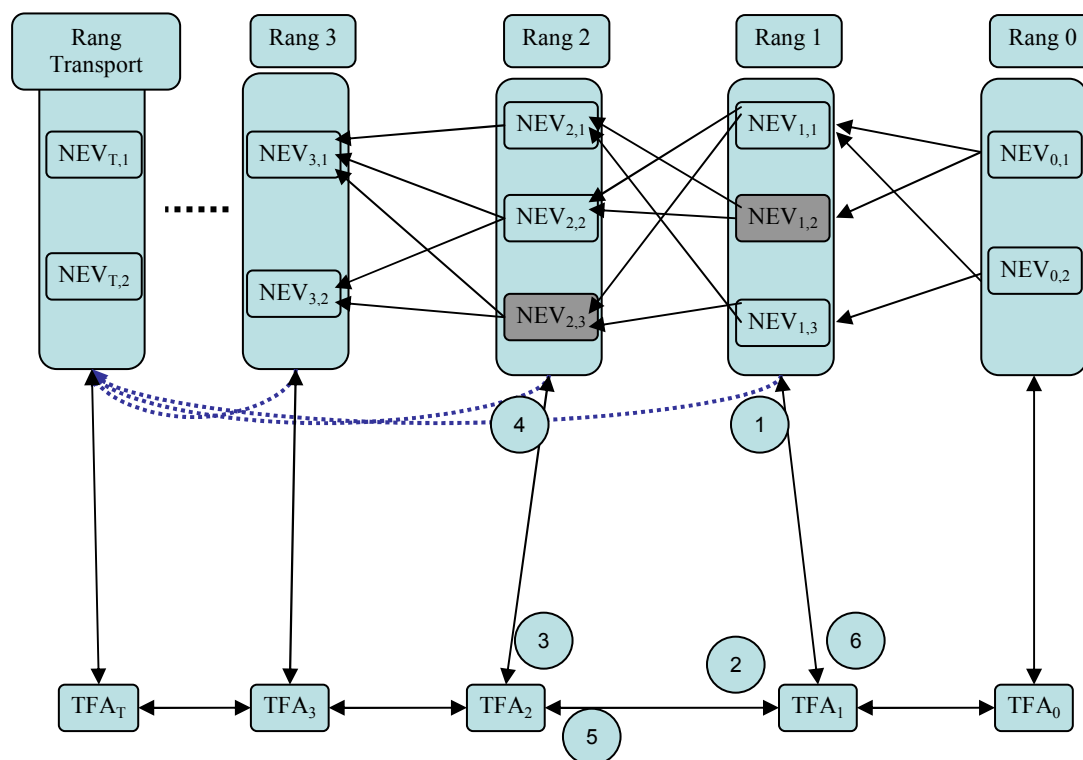 Rang
Transport
Rang 3
Rang 2
Rang 1
Rang 0
NEV2,1
NEV1,1
NEVT,1
NEV3,1
NEV0,1
NEV2,2
NEV1,2
NEVT,2
NEV3,2
NEV0,2
NEV2,3
NEV1,3
4
1
3
2
6
TFAT
TFA3
TFA2
TFA1
TFA0
5